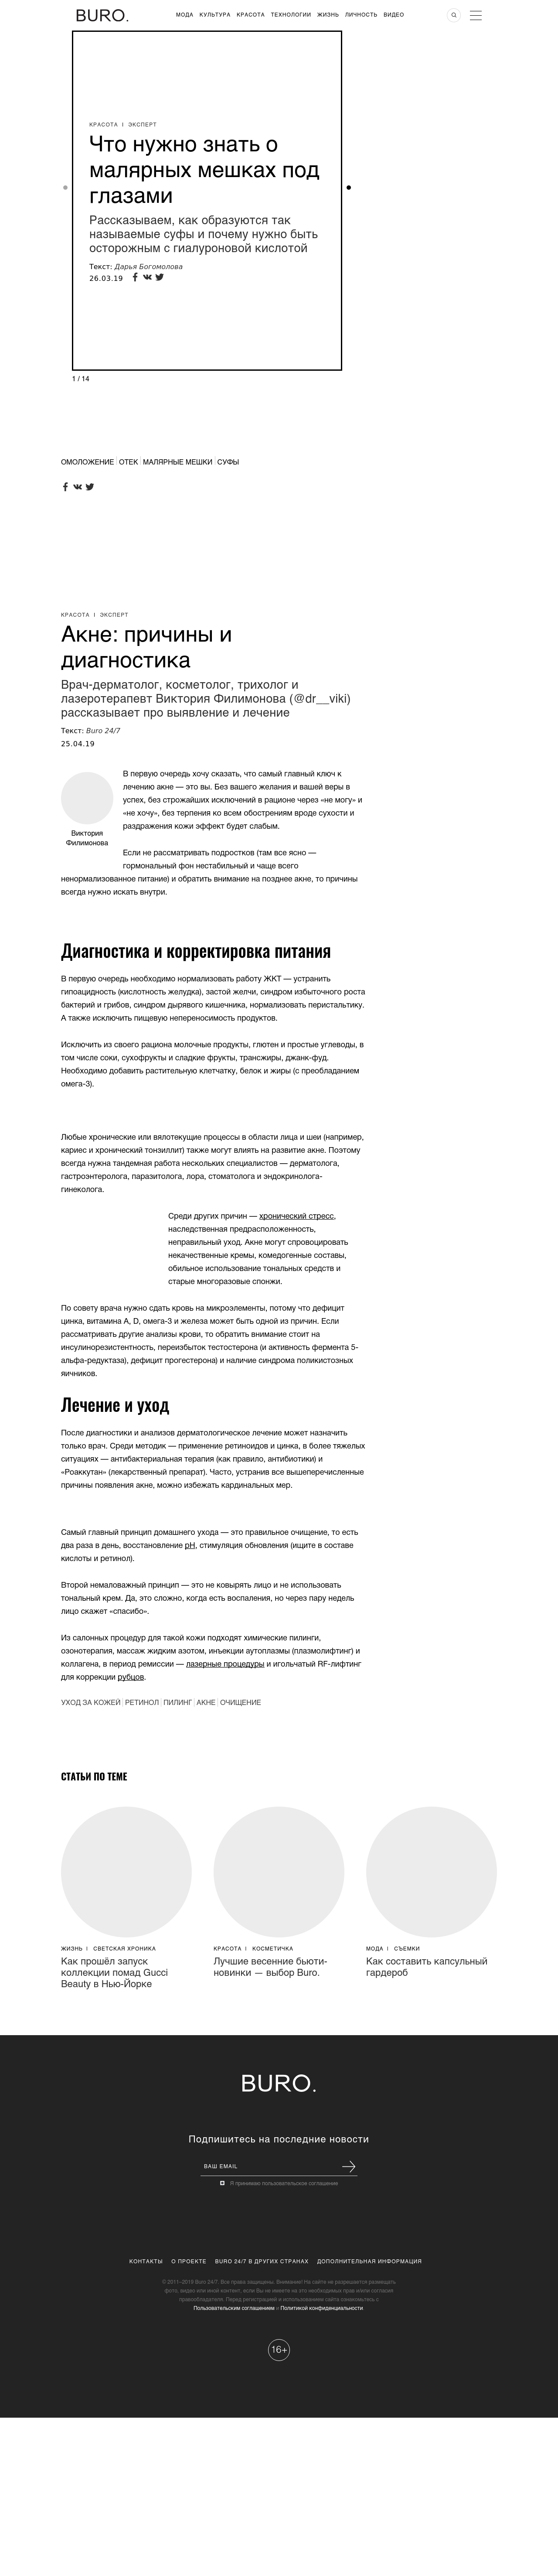 BURO.
МОДА КУЛЬТУРА КРАСОТА ТЕХНОЛОГИИ ЖИЗНЬ ЛИЧНОСТЬ ВИДЕО
КРАСОТА | ЭКСПЕРТ
Что нужно знать о
малярных мешках под
глазами
Рассказываем, как образуются так
называемые суфы и почему нужно быть
осторожным с гиалуроновой кислотой
Текст: Дарья Богомолова
26.03.19
1 / 14
ОМОЛОЖЕНИЕ | ОТЕК | МАЛЯРНЫЕ МЕШКИ | СУФЫ
КРАСОТА | ЭКСПЕРТ
Акне: причины и
диагностика
Врач-дерматолог, косметолог, трихолог и
лазеротерапевт Виктория Филимонова (@dr__viki)
рассказывает про выявление и лечение
Текст: Buro 24/7
25.04.19
Виктория
Филимонова
В первую очередь хочу сказать, что самый главный ключ к
лечению акне — это вы. Без вашего желания и вашей веры в
успех, без строжайших исключений в рационе через «не могу» и
«не хочу», без терпения ко всем обострениям вроде сухости и
раздражения кожи эффект будет слабым.
Если не рассматривать подростков (там все ясно —
гормональный фон нестабильный и чаще всего
ненормализованное питание) и обратить внимание на позднее акне, то причины
всегда нужно искать внутри.
Диагностика и корректировка питания
В первую очередь необходимо нормализовать работу ЖКТ — устранить
гипоацидность (кислотность желудка), застой желчи, синдром избыточного роста
бактерий и грибов, синдром дырявого кишечника, нормализовать перистальтику.
А также исключить пищевую непереносимость продуктов.
Исключить из своего рациона молочные продукты, глютен и простые углеводы, в
том числе соки, сухофрукты и сладкие фрукты, трансжиры, джанк-фуд.
Необходимо добавить растительную клетчатку, белок и жиры (с преобладанием
омега-3).
Любые хронические или вялотекущие процессы в области лица и шеи (например,
кариес и хронический тонзиллит) также могут влиять на развитие акне. Поэтому
всегда нужна тандемная работа нескольких специалистов — дерматолога,
гастроэнтеролога, паразитолога, лора, стоматолога и эндокринолога-
гинеколога.
Среди других причин — хронический стресс,
наследственная предрасположенность,
неправильный уход. Акне могут спровоцировать
некачественные кремы, комедогенные составы,
обильное использование тональных средств и
старые многоразовые спонжи.
По совету врача нужно сдать кровь на микроэлементы, потому что дефицит
цинка, витамина A, D, омега-3 и железа может быть одной из причин. Если
рассматривать другие анализы крови, то обратить внимание стоит на
инсулинорезистентность, переизбыток тестостерона (и активность фермента 5-
альфа-редуктаза), дефицит прогестерона) и наличие синдрома поликистозных
яичников.
Лечение и уход
После диагностики и анализов дерматологическое лечение может назначить
только врач. Среди методик — применение ретиноидов и цинка, в более тяжелых
ситуациях — антибактериальная терапия (как правило, антибиотики) и
«Роаккутан» (лекарственный препарат). Часто, устранив все вышеперечисленные
причины появления акне, можно избежать кардинальных мер.
Самый главный принцип домашнего ухода — это правильное очищение, то есть
два раза в день, восстановление pH, стимуляция обновления (ищите в составе
кислоты и ретинол).
Второй немаловажный принцип — это не ковырять лицо и не использовать
тональный крем. Да, это сложно, когда есть воспаления, но через пару недель
лицо скажет «спасибо».
Из салонных процедур для такой кожи подходят химические пилинги,
озонотерапия, массаж жидким азотом, инъекции аутоплазмы (плазмолифтинг) и
коллагена, в период ремиссии — лазерные процедуры и игольчатый RF-лифтинг
для коррекции рубцов.
УХОД ЗА КОЖЕЙ | РЕТИНОЛ | ПИЛИНГ | АКНЕ | ОЧИЩЕНИЕ
СТАТЬИ ПО ТЕМЕ
ЖИЗНЬ | СВЕТСКАЯ ХРОНИКА
Как прошёл запуск
коллекции помад Gucci
Beauty в Нью-Йорке
КРАСОТА | КОСМЕТИЧКА
Лучшие весенние бьюти-
новинки — выбор Buro.
МОДА | СЪЕМКИ
Как составить капсульный
гардероб
BURO.
Подпишитесь на последние новости
ВАШ EMAIL
Я принимаю пользовательское соглашение
КОНТАКТЫ О ПРОЕКТЕ BURO 24/7 В ДРУГИХ СТРАНАХ ДОПОЛНИТЕЛЬНАЯ ИНФОРМАЦИЯ
© 2011–2019 Buro 24/7. Все права защищены. Внимание! На сайте не разрешается размещать
фото, видео или иной контент, если Вы не имеете на это необходимых прав и/или согласия
правообладателя. Перед регистрацией и использованием сайта ознакомьтесь с
Пользовательским соглашением и Политикой конфиденциальности
16+